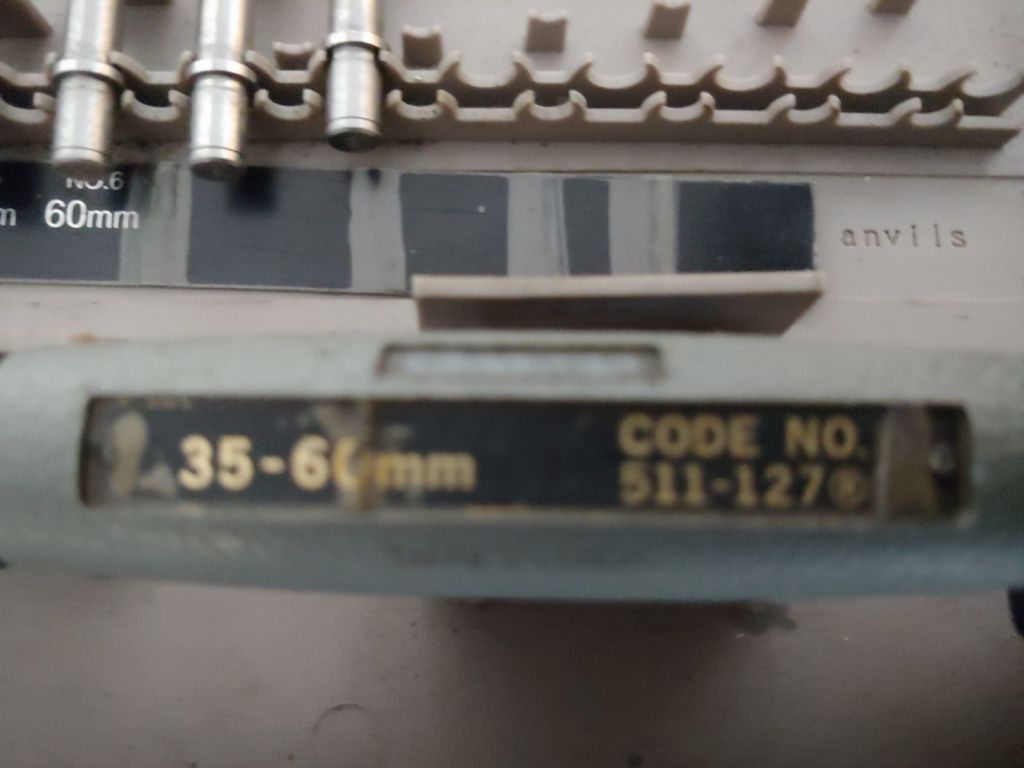 NO.6
60mm
anvils
35-60mm
CODE NO.
511-127®